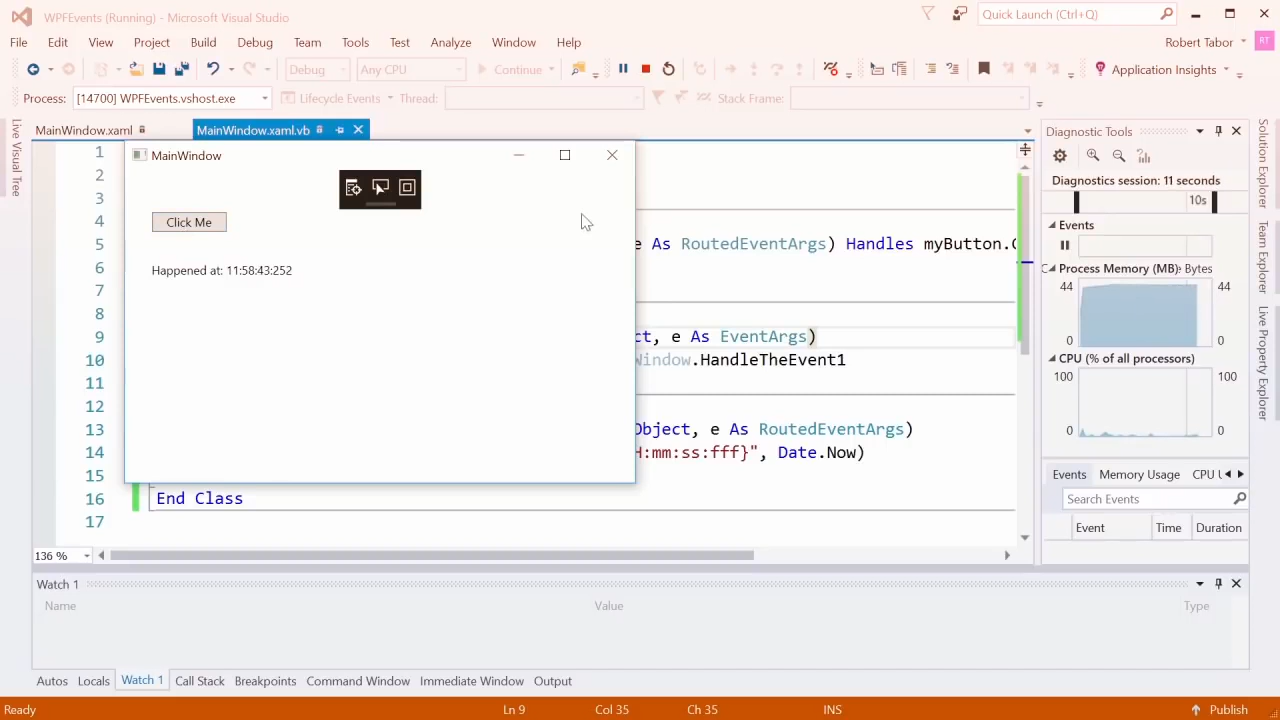 WPFEvents (Running) - Microsoft Visual Studio
Quick Launch (Ctrl+Q)
File Edit View Project Build Debug Team Tools Test Analyze Window Help
Robert Tabor RT
Debug Any CPU Continue Application Insights
Process: [14700] WPFEvents.vshost.exe Lifecycle Events Thread: Stack Frame:
MainWindow.xaml MainWindow.xaml.vb
Live Visual Tree
MainWindow
Click Me
Happened at: 11:58:43:252
1
2
3
4
5 e As RoutedEventArgs) Handles myButton.C
6
7
8
9 ct, e As EventArgs)
10 Window.HandleTheEvent1
11
12
13 Object, e As RoutedEventArgs)
14 H:mm:ss:fff}", Date.Now)
15
16 End Class
17
136 %
Diagnostic Tools
Diagnostics session: 11 seconds
10s
Events
Process Memory (MB) Bytes
44 44
0 0
CPU (% of all processors)
100 100
0 0
Events Memory Usage CPU U
Search Events
Event Time Duration
Solution Explorer
Team Explorer
Live Property Explorer
Watch 1
Name Value Type
Autos Locals Watch 1 Call Stack Breakpoints Command Window Immediate Window Output
Ready Ln 9 Col 35 Ch 35 INS Publish